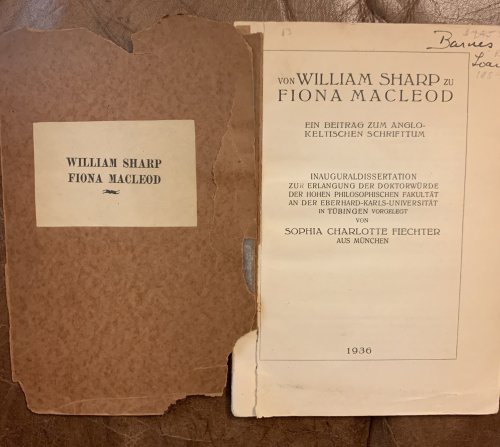 WILLIAM SHARP
FIONA MACLEOD
Barnes
Loan
VON WILLIAM SHARP ZU
FIONA MACLEOD
EIN BEITRAG ZUM ANGLO-
KELTISCHEN SCHRIFTTUM
INAUGURALDISSERTATION
ZUR ERLANGUNG DER DOKTORWÜRDE
DER HOHEN PHILOSOPHISCHEN FAKULTÄT
AN DER EBERHARD-KARLS-UNIVERSITÄT
IN TÜBINGEN VORGELEGT
VON
SOPHIA CHARLOTTE FIECHTER
AUS MÜNCHEN
1936